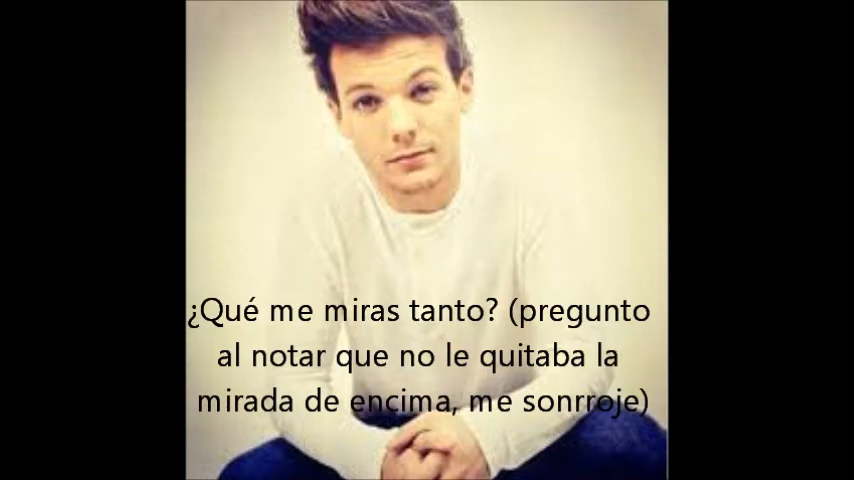 ¿Qué me miras tanto? (pregunto
al notar que no le quitaba la
mirada de encima, me sonrroje)